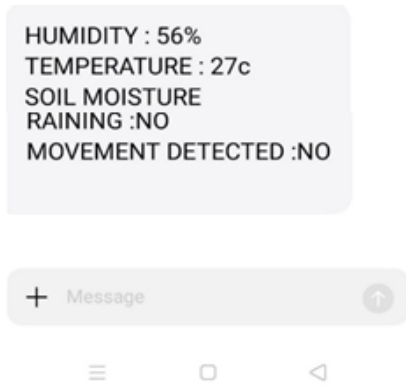 HUMIDITY : 56%
TEMPERATURE : 27c
SOIL MOISTURE
RAINING :NO
MOVEMENT DETECTED :NO
Message